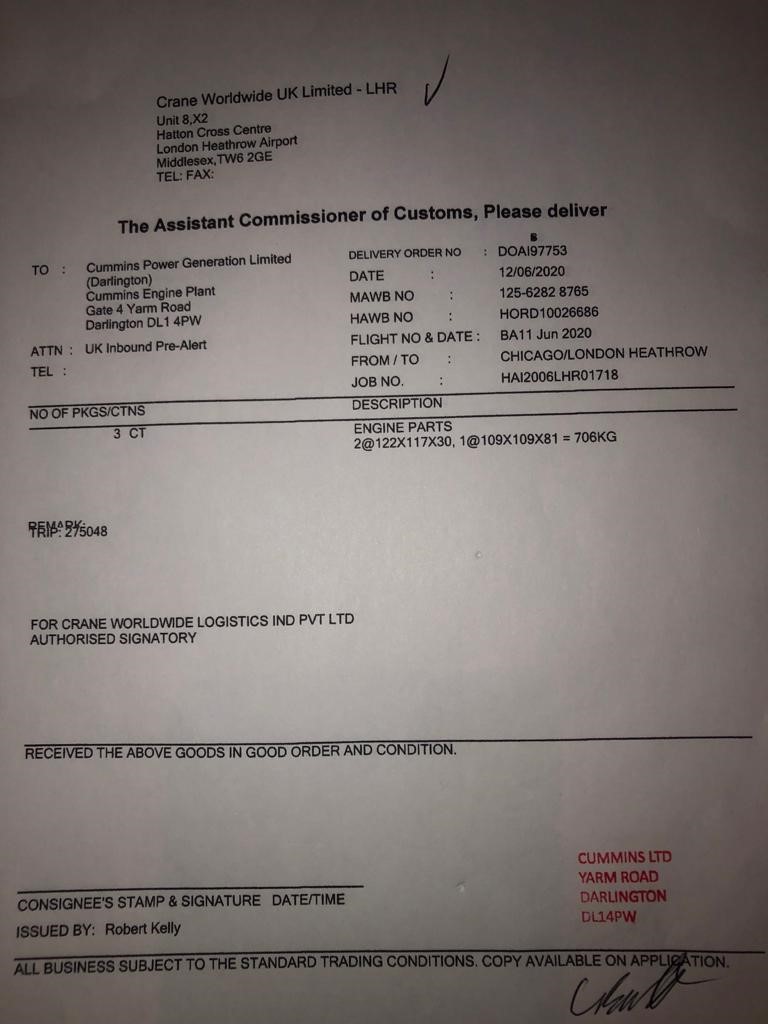 Crane Worldwide UK Limited - LHR
Unit 8,X2
Hatton Cross Centre
London Heathrow Airport
Middlesex,TW6 2GE
TEL: FAX:
The Assistant Commissioner of Customs, Please deliver
TO : Cummins Power Generation Limited
(Darlington)
Cummins Engine Plant
Gate 4 Yarm Road
Darlington DL1 4PW
ATTN : UK Inbound Pre-Alert
TEL :
DELIVERY ORDER NO : DOAI97753
DATE : 12/06/2020
MAWB NO : 125-6282 8765
HAWB NO : HORD10026686
FLIGHT NO & DATE : BA11 Jun 2020
FROM / TO : CHICAGO/LONDON HEATHROW
JOB NO. : HAI2006LHR01718
NO OF PKGS/CTNS DESCRIPTION
3 CT ENGINE PARTS
2@122X117X30, 1@109X109X81 = 706KG
REMARK:
TRIP: 275048
FOR CRANE WORLDWIDE LOGISTICS IND PVT LTD
AUTHORISED SIGNATORY
RECEIVED THE ABOVE GOODS IN GOOD ORDER AND CONDITION.
CUMMINS LTD
YARM ROAD
DARLINGTON
DL14PW
CONSIGNEE'S STAMP & SIGNATURE DATE/TIME
ISSUED BY: Robert Kelly
ALL BUSINESS SUBJECT TO THE STANDARD TRADING CONDITIONS. COPY AVAILABLE ON APPLICATION.